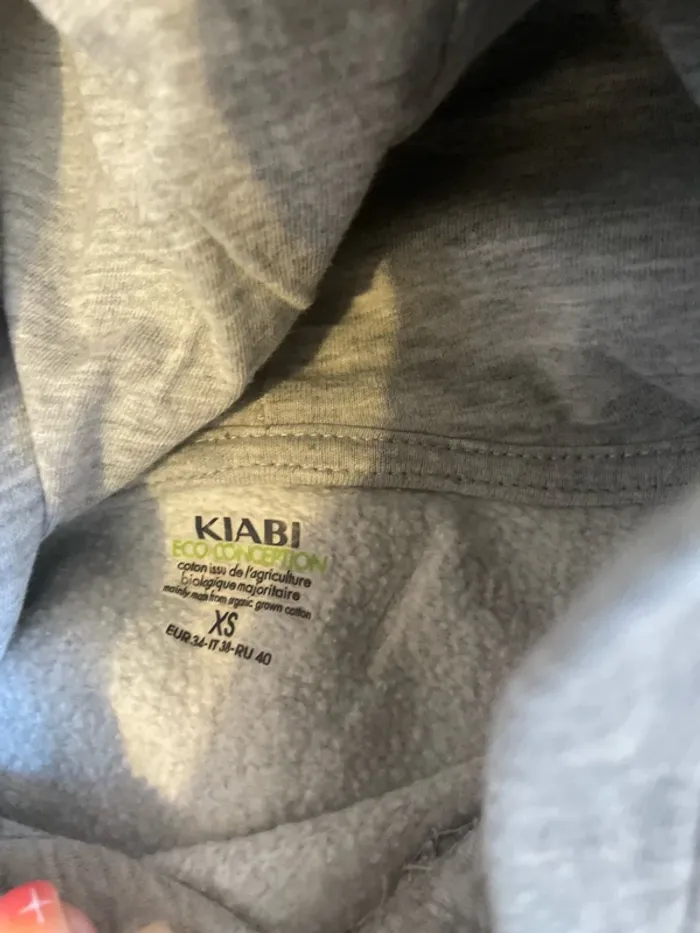 KIABI
ECO CONCEPTION
coton issu de l'agriculture
biologique majoritaire
mainly made from organic grown cotton
XS
EUR 34-IT 38-RU 40